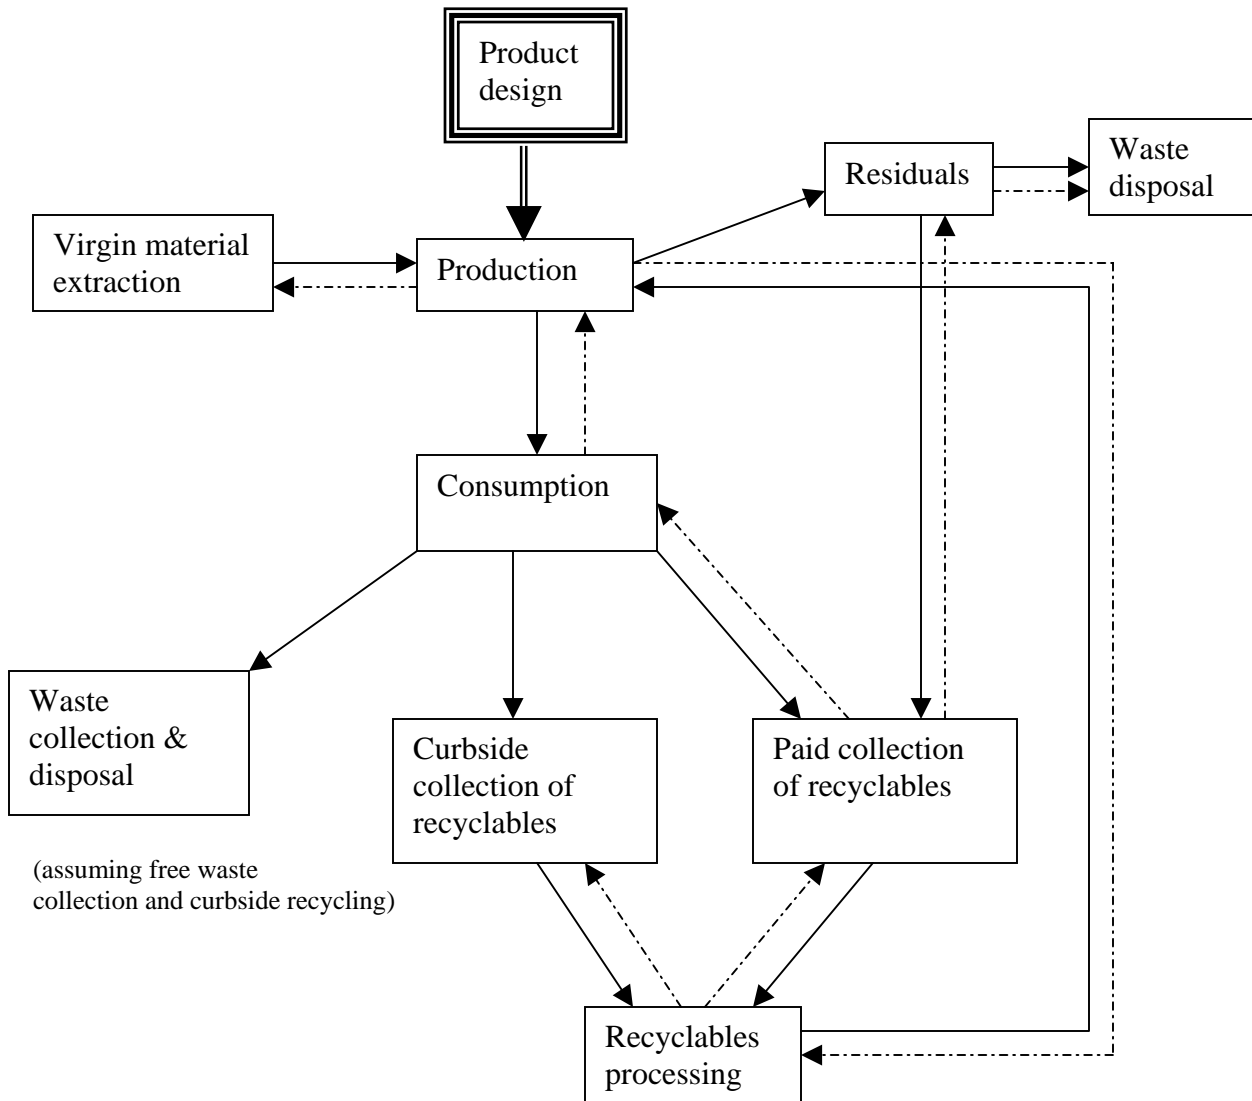 Product
design
Residuals
Waste
disposal
Virgin material
extraction
Production
Consumption
Waste
collection &
disposal
Curbside
collection of
recyclables
Paid collection
of recyclables
(assuming free waste
collection and curbside recycling)
Recyclables
processing